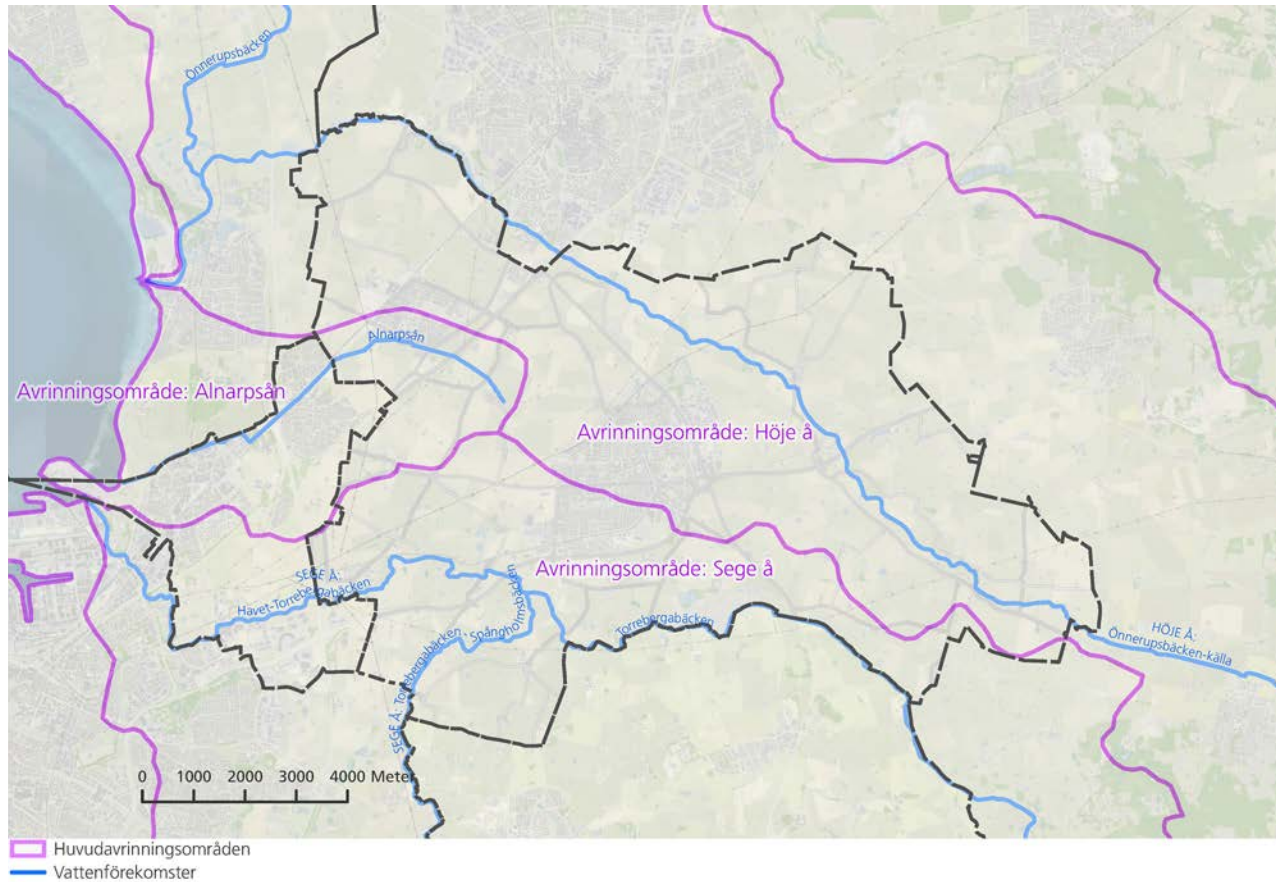 Önnerupsbäcken
Alnarpsån
Avrinningsområde: Alnarpsån
Avrinningsområde: Höje å
Avrinningsområde: Sege å
SEGE Å:
Havet-Torrebergabäcken
SEGE Å: Torrebergabäcken - Spångholmsbäcken
Torrebergabäcken
HÖJE Å:
Önnerupsbäcken-källa
0 1000 2000 3000 4000 Meter
Huvudavrinningsområden
Vattenförekomster